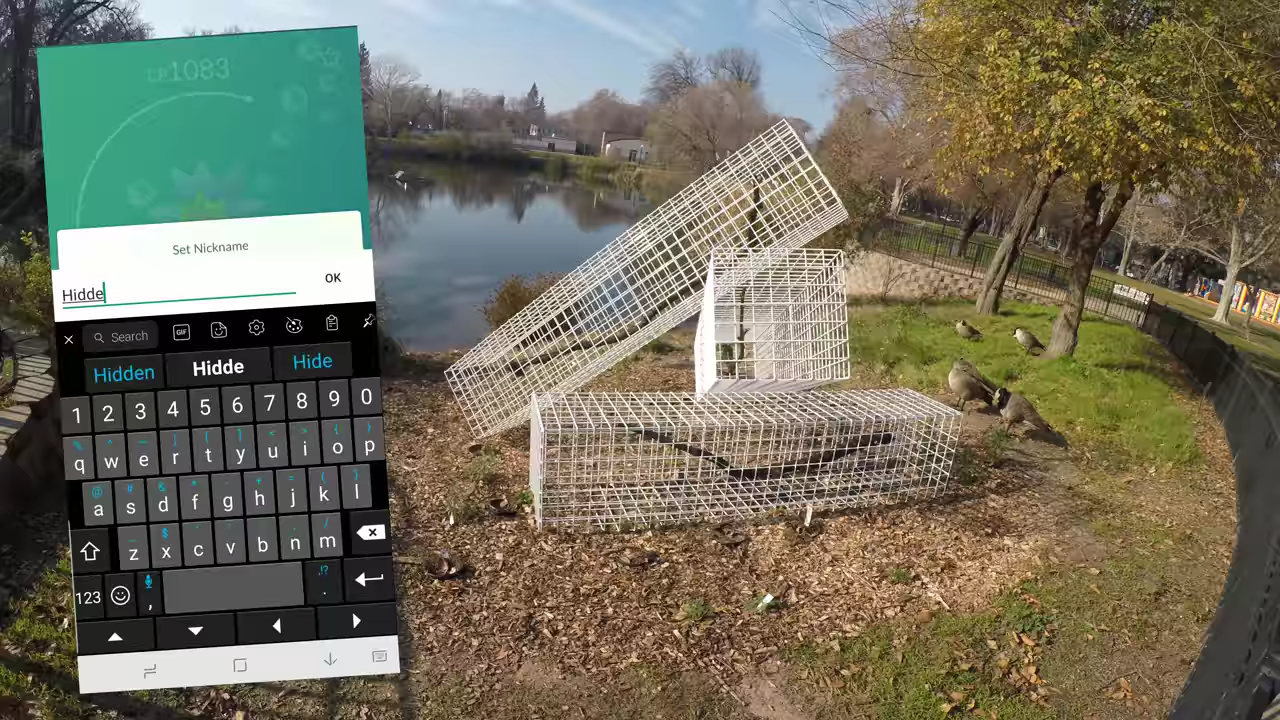 CP1083
Set Nickname
Hidde
OK
Search
GIF
Hidden Hidde Hide
1 2 3 4 5 6 7 8 9 0
q w e r t y u i o p
a s d f g h j k l
z x c v b n m
123 , !? .